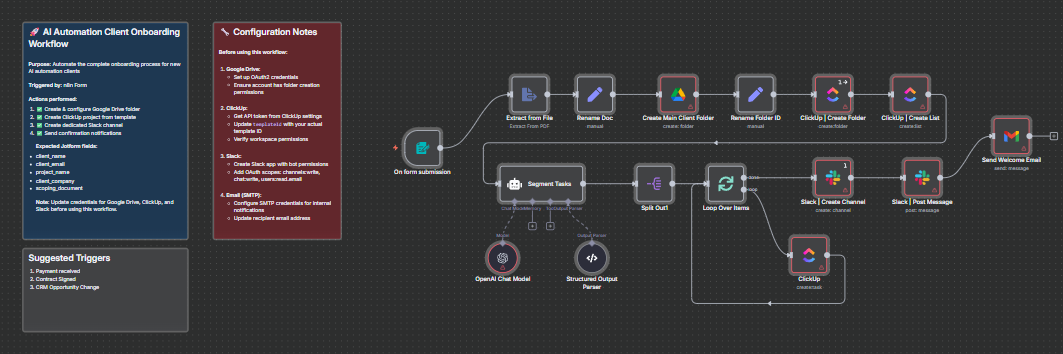 🚀 AI Automation Client Onboarding
Workflow
Purpose: Automate the complete onboarding process for new
AI automation clients
Triggered by: n8n Form
Actions performed:
1. ✅ Create & configure Google Drive folder
2. ✅ Create ClickUp project from template
3. ✅ Create dedicated Slack channel
4. ✅ Send confirmation notifications
Expected Jotform fields:
• client_name
• client_email
• project_name
• client_company
• scoping_document
Note: Update credentials for Google Drive, ClickUp, and
Slack before using this workflow.
Suggested Triggers
1. Payment received
2. Contract Signed
3. CRM Opportunity Change
🔧 Configuration Notes
Before using this workflow:
1. Google Drive:
Set up OAuth2 credentials
Ensure account has folder creation
permissions
2. ClickUp:
Get API token from ClickUp settings
Update templateId with your actual
template ID
Verify workspace permissions
3. Slack:
Create Slack app with bot permissions
Add OAuth scopes: channels:write,
chat:write, users:read.email
4. Email (SMTP):
Configure SMTP credentials for internal
notifications
Update recipient email address
On form submission
Extract from File
Extract From PDF
Rename Doc
manual
Create Main Client Folder
create: folder
Rename Folder ID
manual
1
ClickUp | Create Folder
create:folder
ClickUp | Create List
create:list
Segment Tasks
Chat Model
Memory
Tool
Output Parser
Model
OpenAI Chat Model
Output Parser
Structured Output
Parser
Split Out1
Loop Over Items
done
loop
1
Slack | Create Channel
create: channel
Slack | Post Message
post: message
Send Welcome Email
send: message
ClickUp
create:task